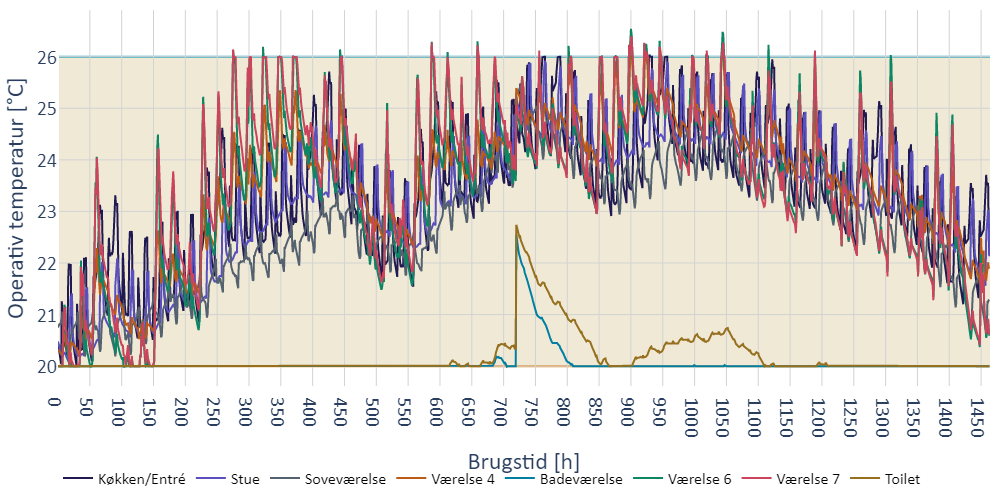 Operativ temperatur [°C]
26
25
24
23
22
21
20
0 50 100 150 200 250 300 350 400 450 500 550 600 650 700 750 800 850 900 950 1000 1050 1100 1150 1200 1250 1300 1350 1400 1450
Brugstid [h]
Køkken/Entré Stue Soveværelse Værelse 4 Badeværelse Værelse 6 Værelse 7 Toilet